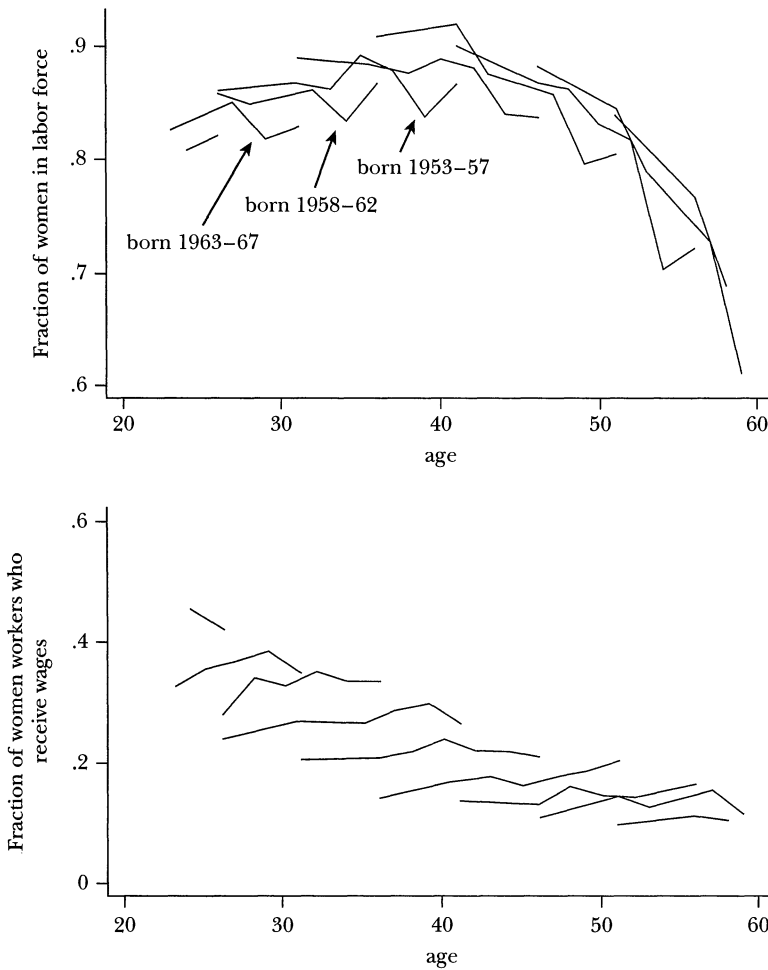 Fraction of women in labor force
.9
.8
.7
.6
born 1953–57
born 1958–62
born 1963–67
20 30 40 50 60
age
Fraction of women workers who
receive wages
.6
.4
.2
0
20 30 40 50 60
age